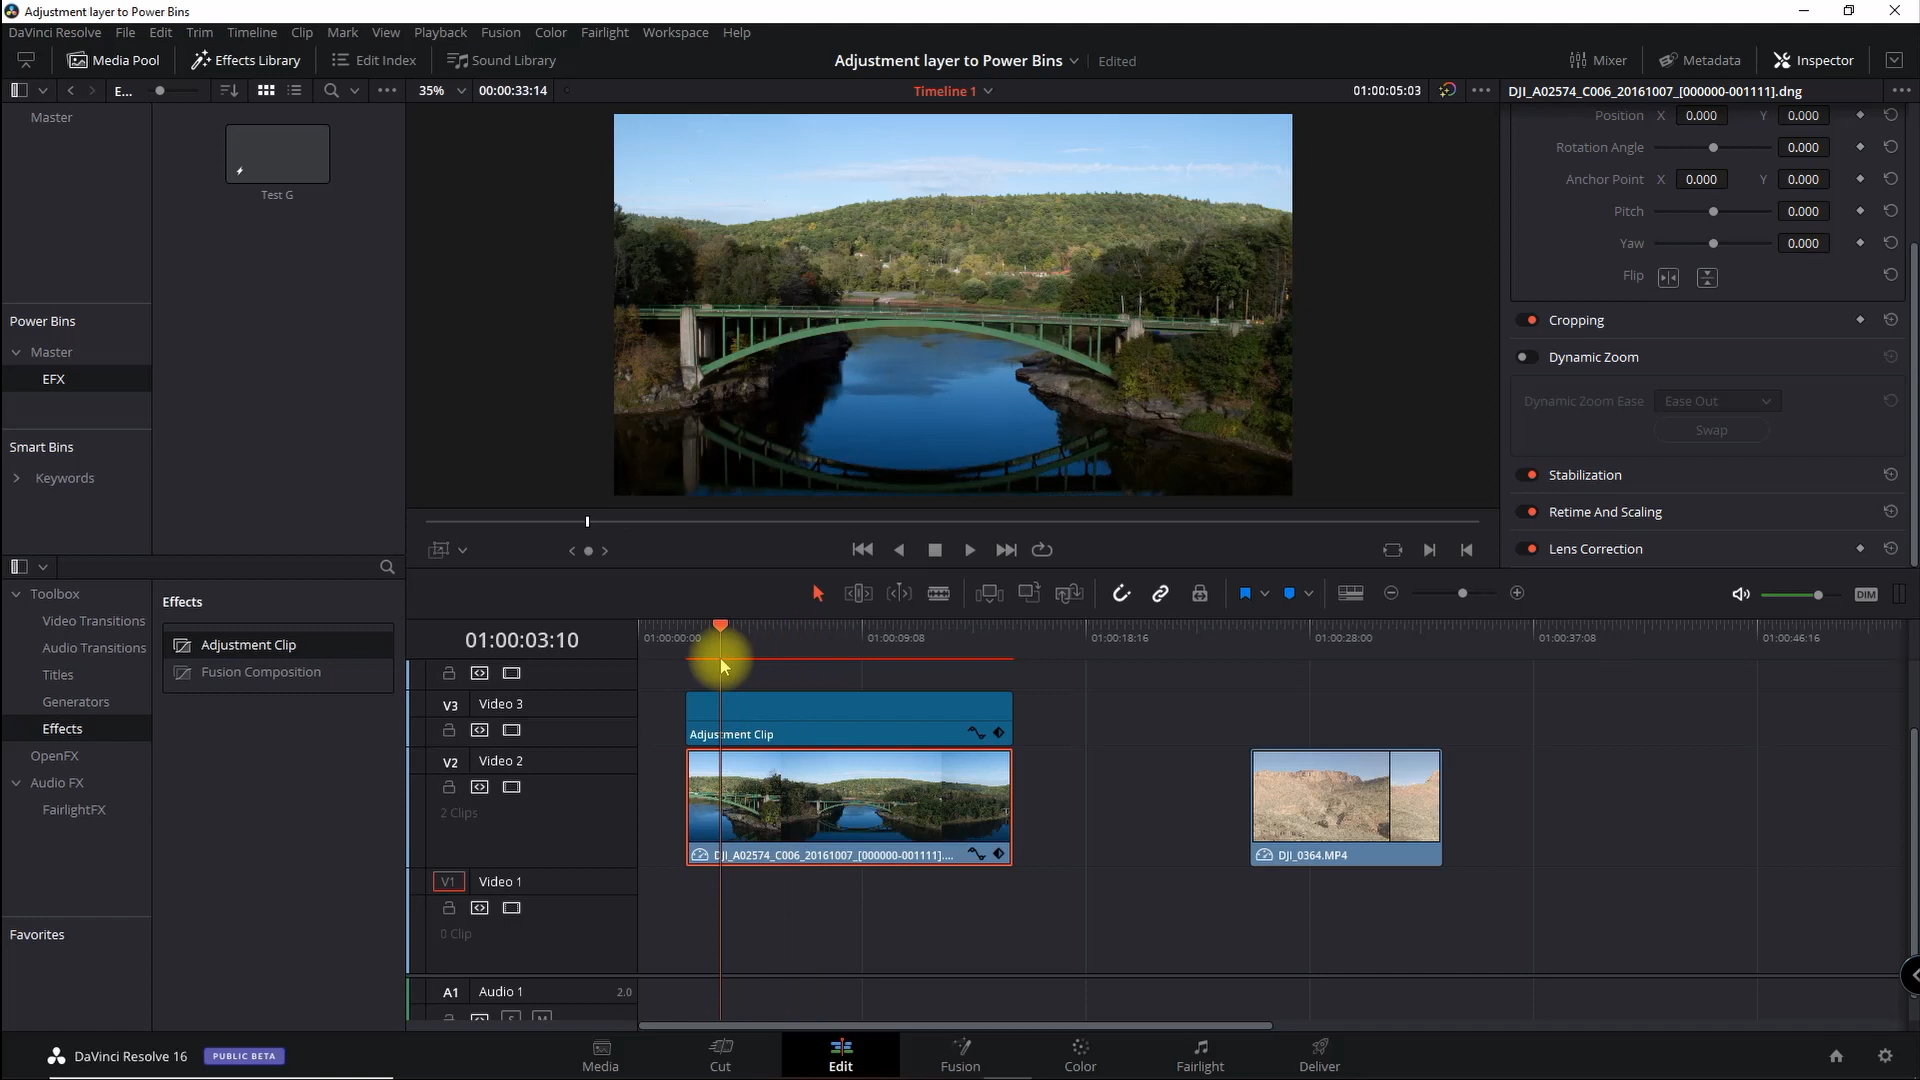 Adjustment layer to Power Bins
DaVinci Resolve File Edit Trim Timeline Clip Mark View Playback Fusion Color Fairlight Workspace Help
Media Pool Effects Library Edit Index Sound Library Adjustment layer to Power Bins Edited Mixer Metadata Inspector
E... 35% 00:00:33:14 Timeline 1 01:00:05:03 DJI_A02574_C006_20161007_[000000-001111].dng
Master
Test G
Power Bins
Master
EFX
Smart Bins
Keywords
Position X 0.000 Y 0.000
Rotation Angle 0.000
Anchor Point X 0.000 Y 0.000
Pitch 0.000
Yaw 0.000
Flip
Cropping
Dynamic Zoom
Dynamic Zoom Ease Ease Out
Swap
Stabilization
Retime And Scaling
Lens Correction
Toolbox
Video Transitions
Audio Transitions
Titles
Generators
Effects
OpenFX
Audio FX
FairlightFX
Favorites
Effects
Adjustment Clip
Fusion Composition
DIM
01:00:03:10 01:00:00:00 01:00:09:08 01:00:18:16 01:00:28:00 01:00:37:08 01:00:46:16
V3 Video 3
Adjustment Clip
V2 Video 2
2 Clips
DJI_A02574_C006_20161007_[000000-001111].... DJI_0364.MP4
V1 Video 1
0 Clip
A1 Audio 1 2.0
S M
DaVinci Resolve 16 PUBLIC BETA
Media Cut Edit Fusion Color Fairlight Deliver